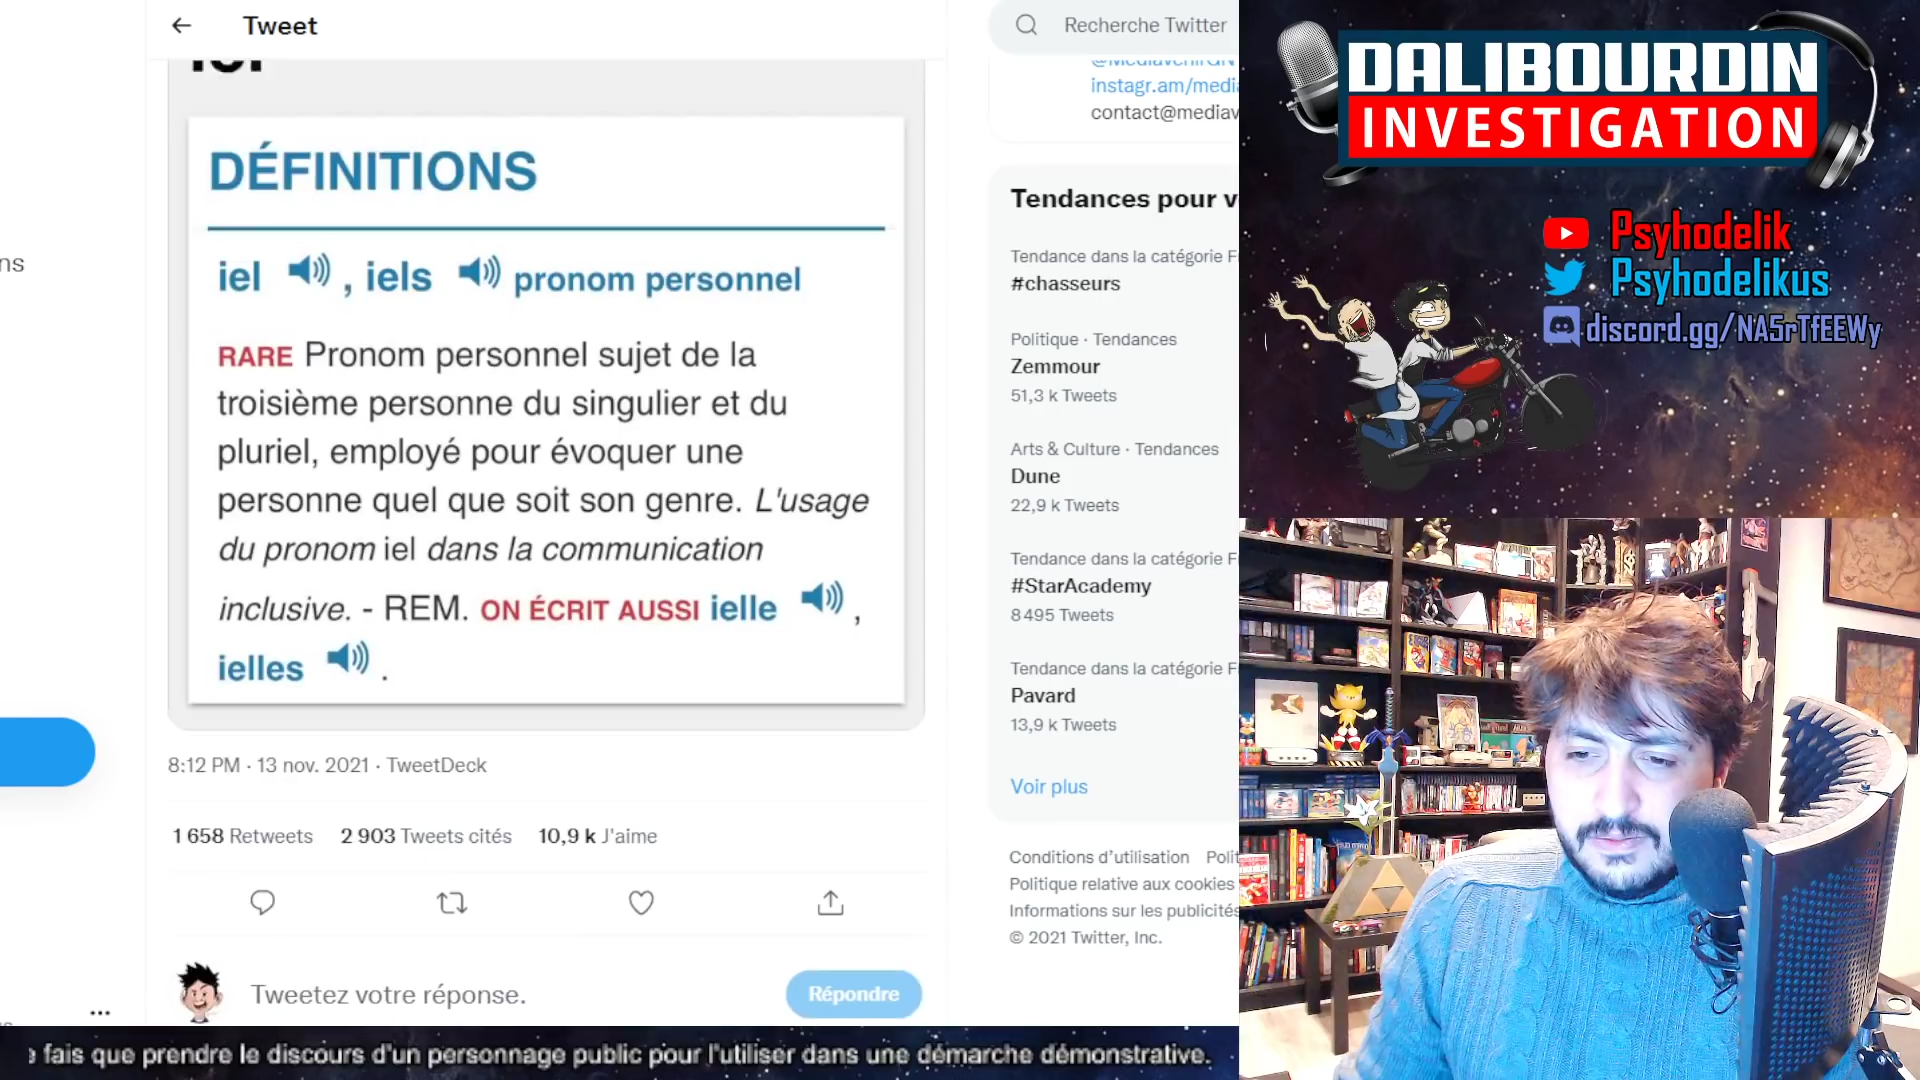 Tweet
DÉFINITIONS
iel , iels pronom personnel
RARE Pronom personnel sujet de la
troisième personne du singulier et du
pluriel, employé pour évoquer une
personne quel que soit son genre. L'usage
du pronom iel dans la communication
inclusive. - REM. ON ÉCRIT AUSSI ielle ,
ielles .
8:12 PM · 13 nov. 2021 · TweetDeck
1 658 Retweets 2 903 Tweets cités 10,9 k J'aime
Tweetez votre réponse.
Répondre
ns
...
Recherche Twitter
@MediavenirGN
instagr.am/medi
contact@mediav
Tendances pour v
Tendance dans la catégorie F
#chasseurs
Politique · Tendances
Zemmour
51,3 k Tweets
Arts & Culture · Tendances
Dune
22,9 k Tweets
Tendance dans la catégorie F
#StarAcademy
8 495 Tweets
Tendance dans la catégorie F
Pavard
13,9 k Tweets
Voir plus
Conditions d'utilisation Polit
Politique relative aux cookies
Informations sur les publicités
© 2021 Twitter, Inc.
DALIBOURDIN
INVESTIGATION
Psyhodelik
Psyhodelikus
discord.gg/NA5rTfEEWy
fais que prendre le discours d'un personnage public pour l'utiliser dans une démarche démonstrative.